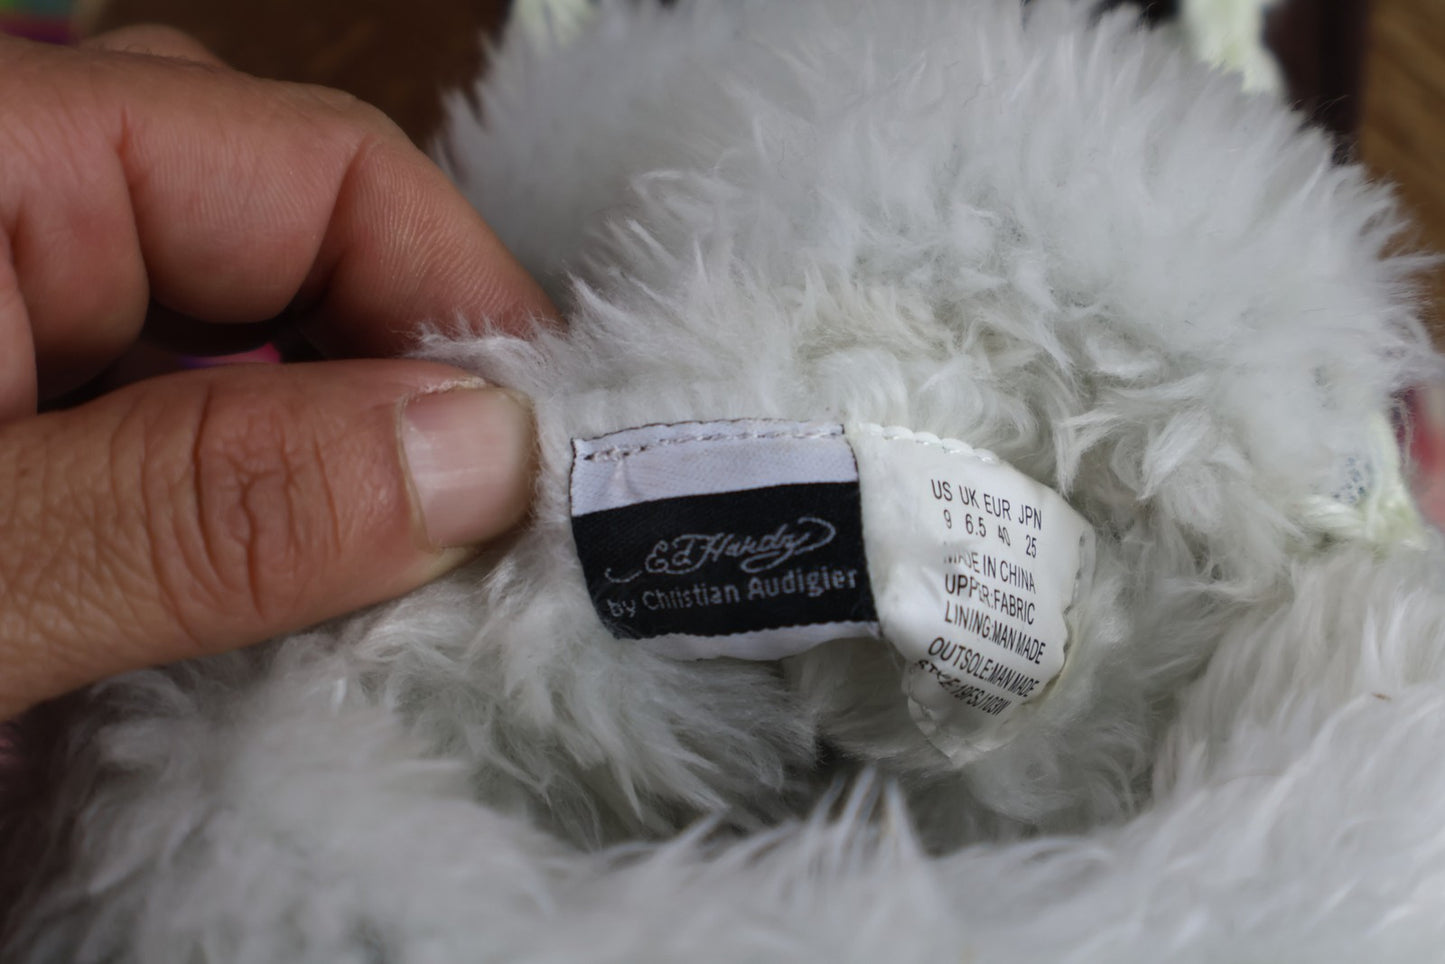 Ed Hardy
by Christian Audigier
US UK EUR JPN
9 6.5 40 25
MADE IN CHINA
UPPER:FABRIC
LINING:MAN MADE
OUTSOLE:MAN MADE